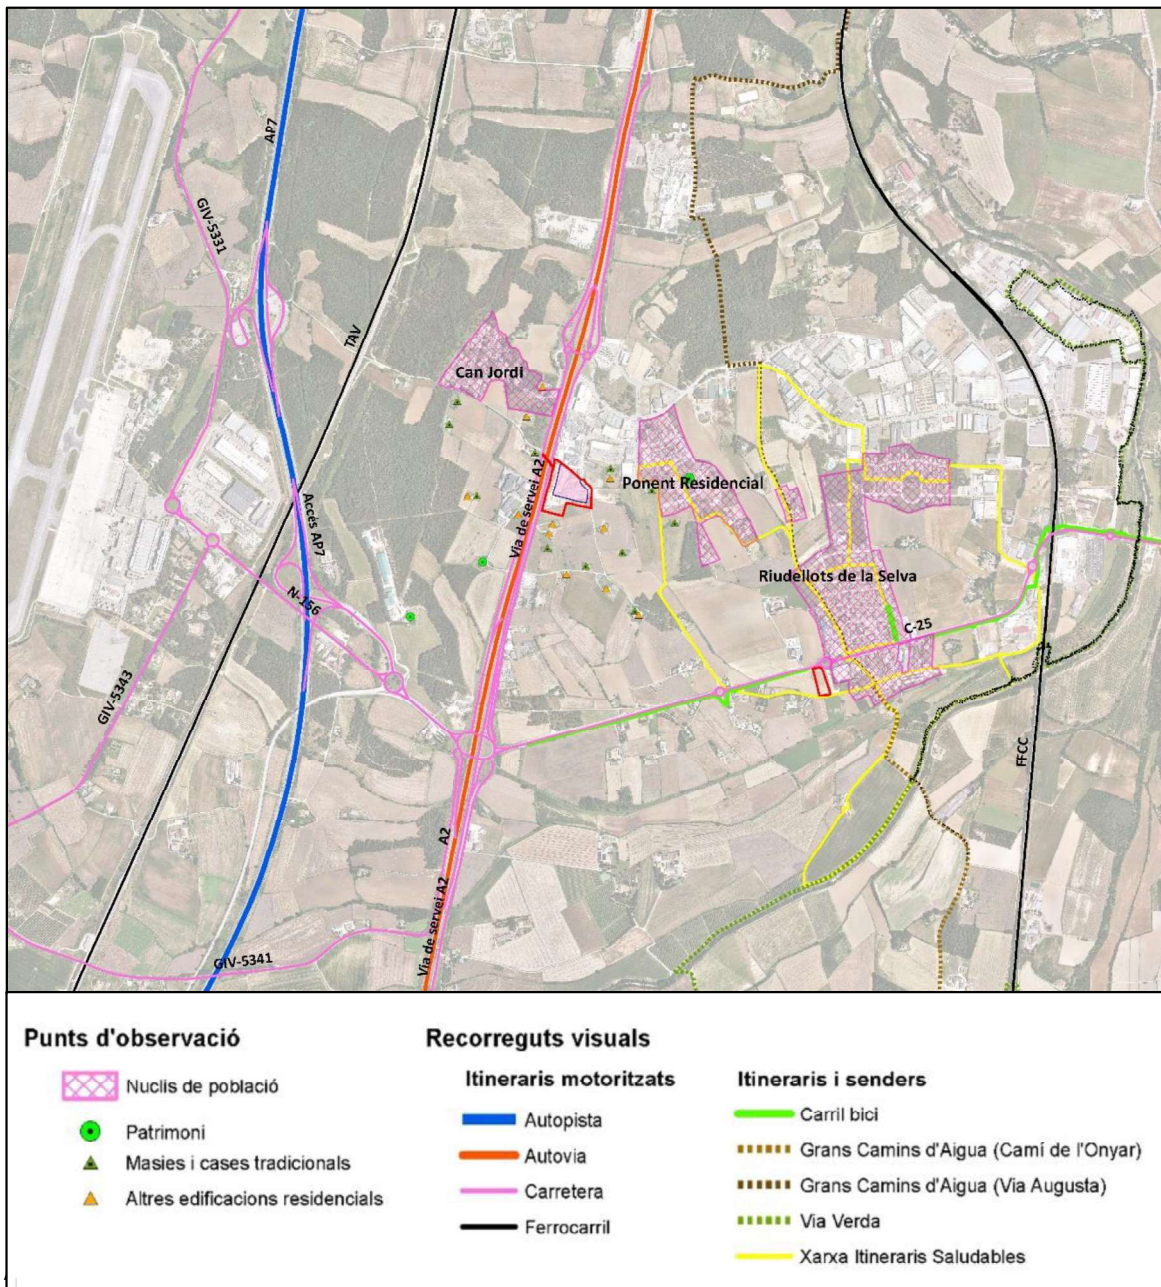 AP7
GIV-5331
TAV
Can Jordi
Via de servei A2
Ponent Residencial
Accés AP7
Riudellots de la Selva
N-156
C-25
GIV-5343
FFCC
A2
Via de servei A2
GIV-5341
Punts d'observació
Nuclis de població
Patrimoni
Masies i cases tradicionals
Altres edificacions residencials
Recorreguts visuals
Itineraris motoritzats
Autopista
Autovia
Carretera
Ferrocarril
Itineraris i senders
Carril bici
Grans Camins d'Aigua (Camí de l'Onyar)
Grans Camins d'Aigua (Via Augusta)
Via Verda
Xarxa Itineraris Saludables